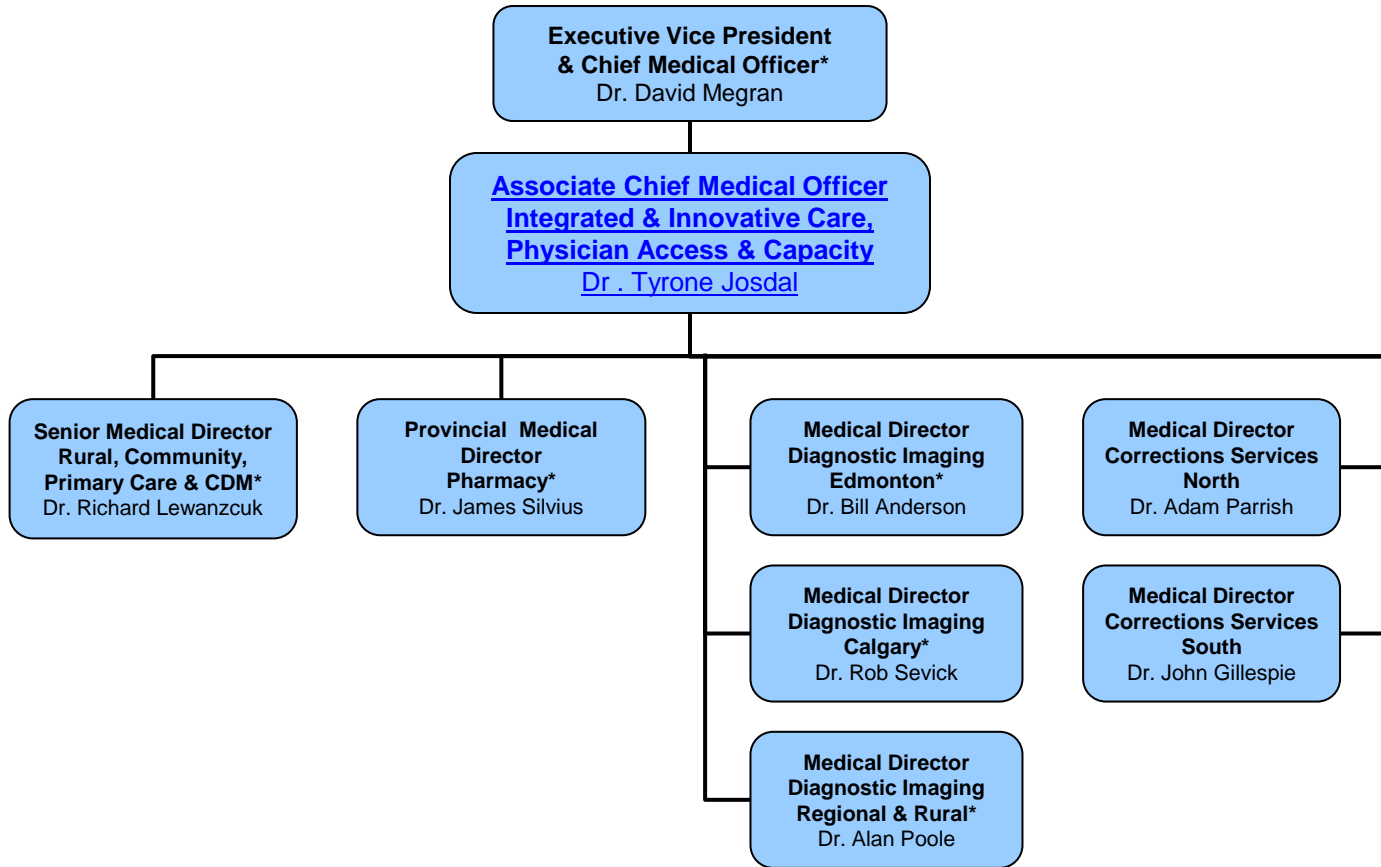 Executive Vice President
& Chief Medical Officer*
Dr. David Megran
Associate Chief Medical Officer
Integrated & Innovative Care,
Physician Access & Capacity
Dr . Tyrone Josdal
Senior Medical Director
Rural, Community,
Primary Care & CDM*
Dr. Richard Lewanzcuk
Provincial Medical
Director
Pharmacy*
Dr. James Silvius
Medical Director
Diagnostic Imaging
Edmonton*
Dr. Bill Anderson
Medical Director
Corrections Services
North
Dr. Adam Parrish
Medical Director
Diagnostic Imaging
Calgary*
Dr. Rob Sevick
Medical Director
Corrections Services
South
Dr. John Gillespie
Medical Director
Diagnostic Imaging
Regional & Rural*
Dr. Alan Poole